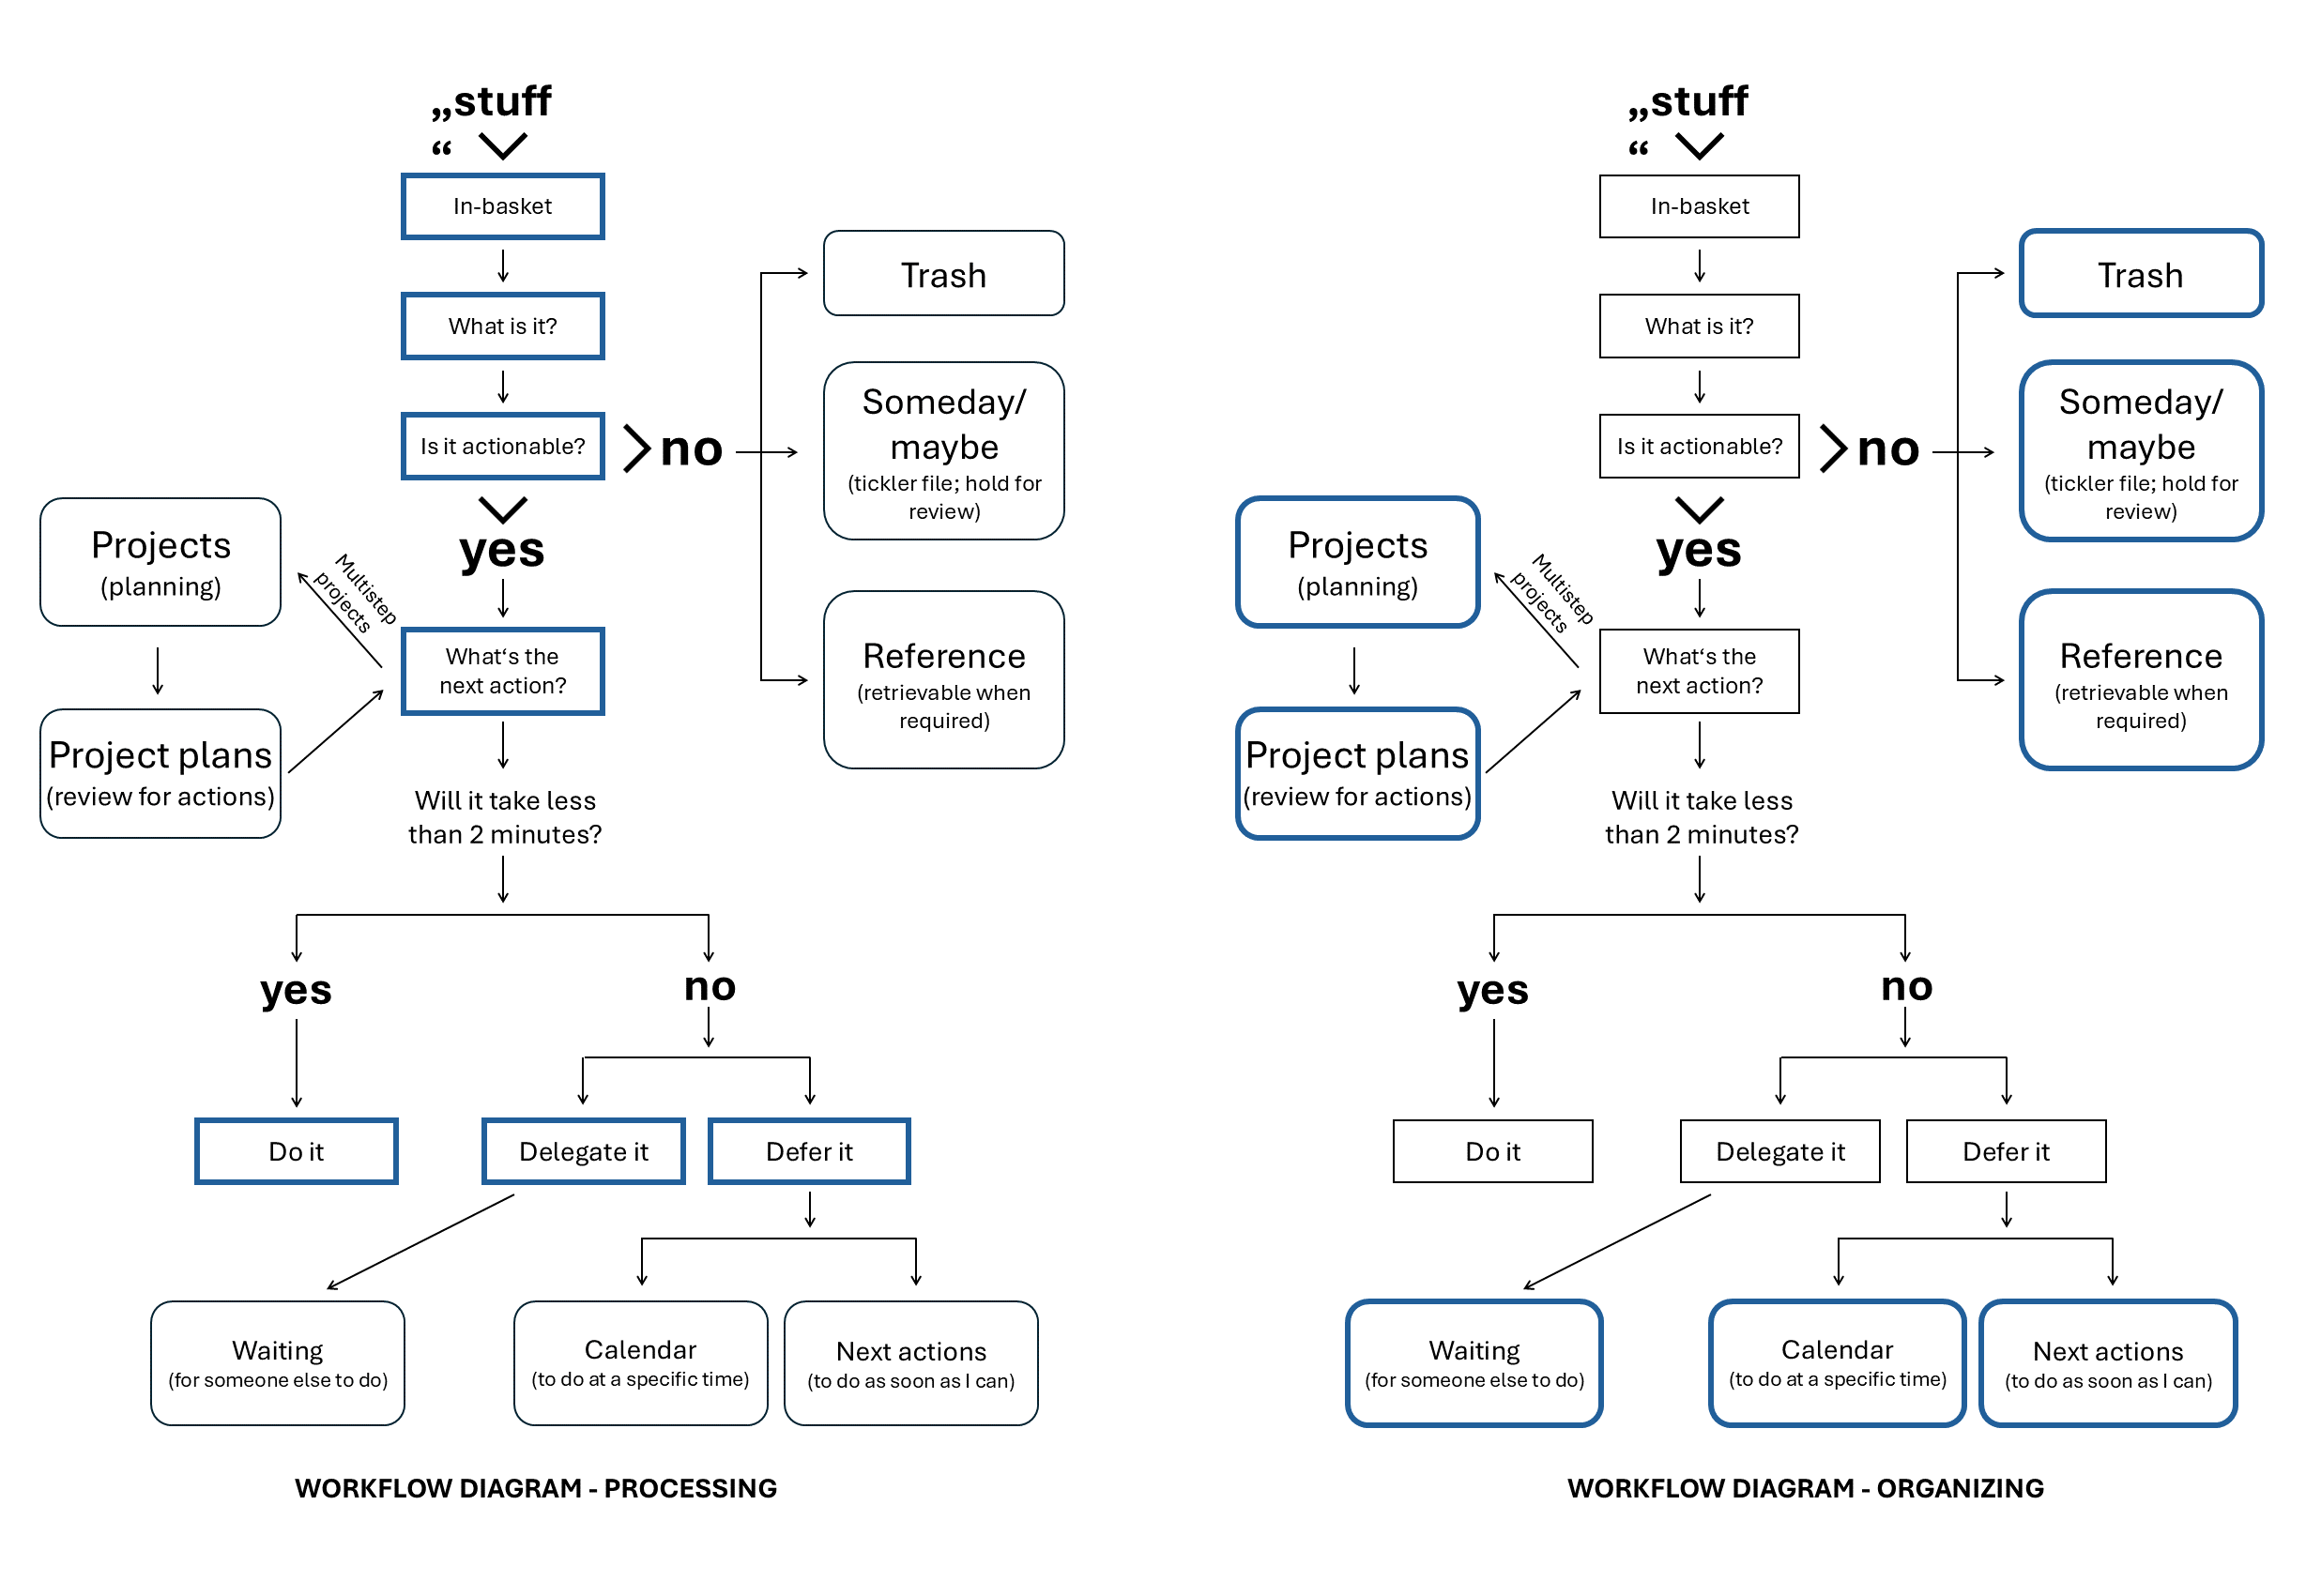 „stuff
“
In-basket
What is it?
Is it actionable?
no
Trash
Someday/
maybe
(tickler file; hold for
review)
Reference
(retrievable when
required)
yes
Projects
(planning)
Multistep
projects
Project plans
(review for actions)
What‘s the
next action?
Will it take less
than 2 minutes?
yes
no
Do it
Delegate it
Defer it
Waiting
(for someone else to do)
Calendar
(to do at a specific time)
Next actions
(to do as soon as I can)
WORKFLOW DIAGRAM - PROCESSING
„stuff
“
In-basket
What is it?
Is it actionable?
no
Trash
Someday/
maybe
(tickler file; hold for
review)
Reference
(retrievable when
required)
yes
Projects
(planning)
Multistep
projects
Project plans
(review for actions)
What‘s the
next action?
Will it take less
than 2 minutes?
yes
no
Do it
Delegate it
Defer it
Waiting
(for someone else to do)
Calendar
(to do at a specific time)
Next actions
(to do as soon as I can)
WORKFLOW DIAGRAM - ORGANIZING